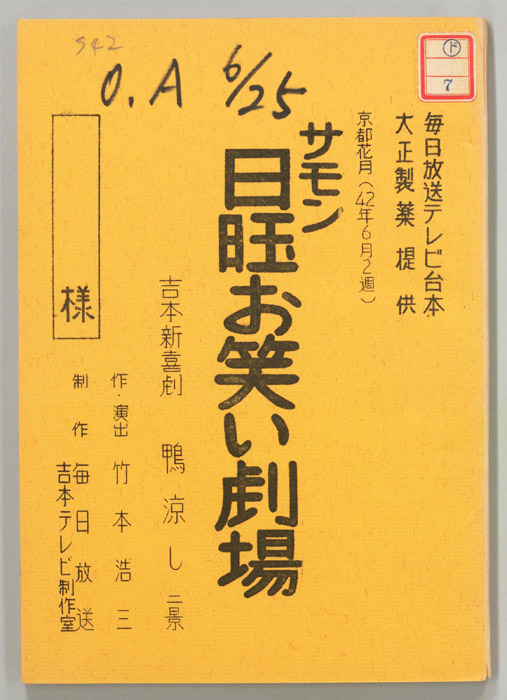 S42
O.A 6/25
ド
7
毎日放送テレビ台本
大正製薬提供
京都花月(42年6月2週)
サモン
日曜お笑い劇場
吉本新喜劇 鴨涼し 二景
作・演出 竹本浩三
制作 毎日放送
吉本テレビ制作室
様